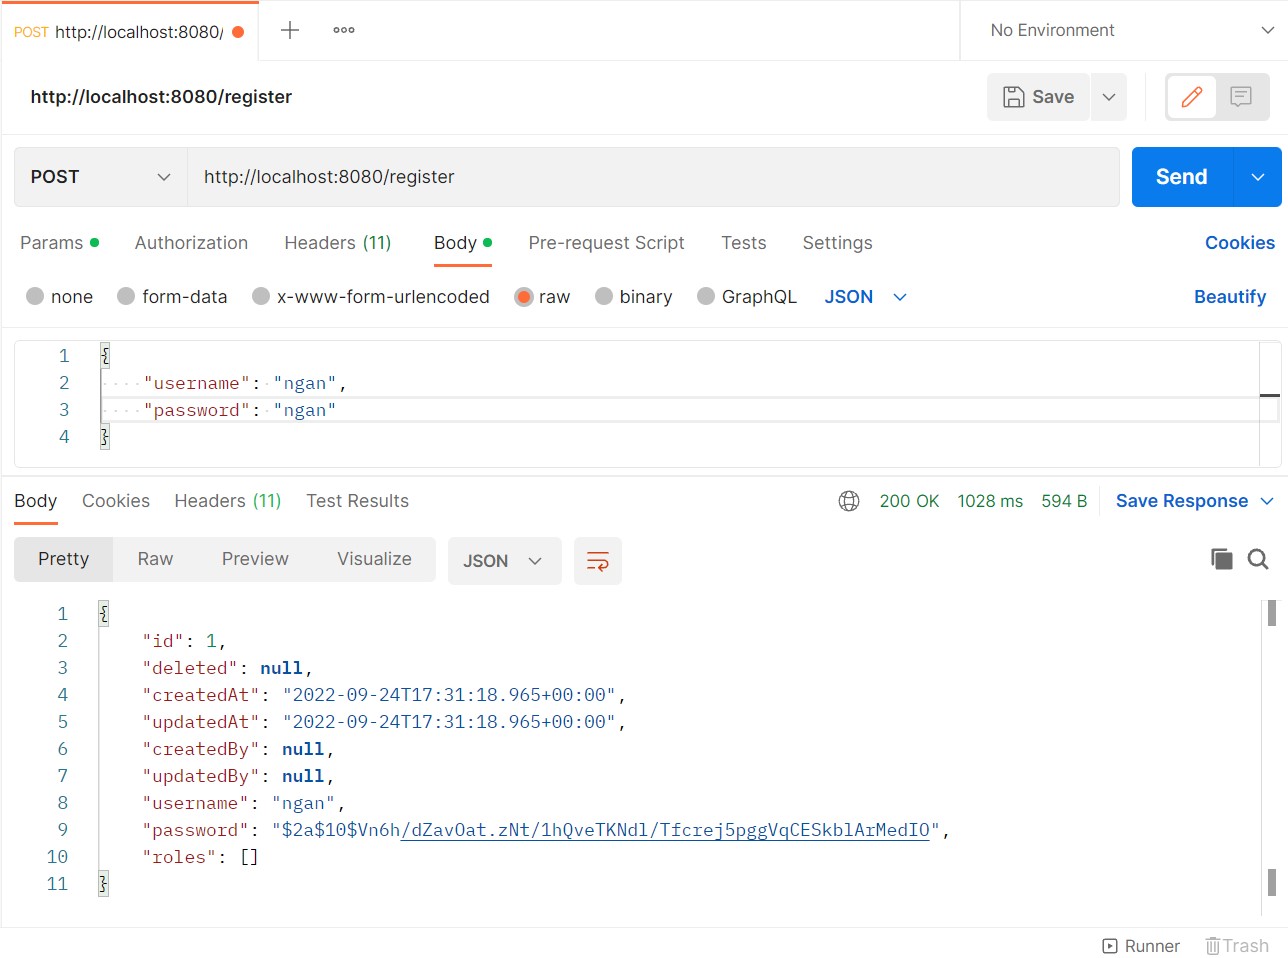 POST http://localhost:8080/ No Environment
http://localhost:8080/register Save
POST http://localhost:8080/register Send
Params Authorization Headers (11) Body Pre-request Script Tests Settings Cookies
none form-data x-www-form-urlencoded raw binary GraphQL JSON Beautify
1 {
2 "username": "ngan",
3 "password": "ngan"
4 }
Body Cookies Headers (11) Test Results 200 OK 1028 ms 594 B Save Response
Pretty Raw Preview Visualize JSON
1 {
2 "id": 1,
3 "deleted": null,
4 "createdAt": "2022-09-24T17:31:18.965+00:00",
5 "updatedAt": "2022-09-24T17:31:18.965+00:00",
6 "createdBy": null,
7 "updatedBy": null,
8 "username": "ngan",
9 "password": "$2a$10$Vn6h/dZavOat.zNt/1hQveTKNdl/Tfcrej5pggVqCESkblArMedIO",
10 "roles": []
11 }
Runner Trash